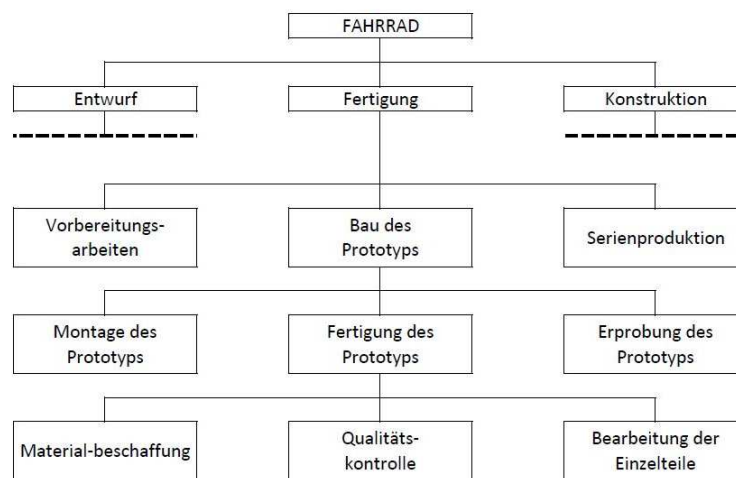 FAHRRAD
Entwurf
Fertigung
Konstruktion
Vorbereitungs-
arbeiten
Bau des
Prototyps
Serienproduktion
Montage des
Prototyps
Fertigung des
Prototyps
Erprobung des
Prototyps
Material-beschaffung
Qualitäts-
kontrolle
Bearbeitung der
Einzelteile